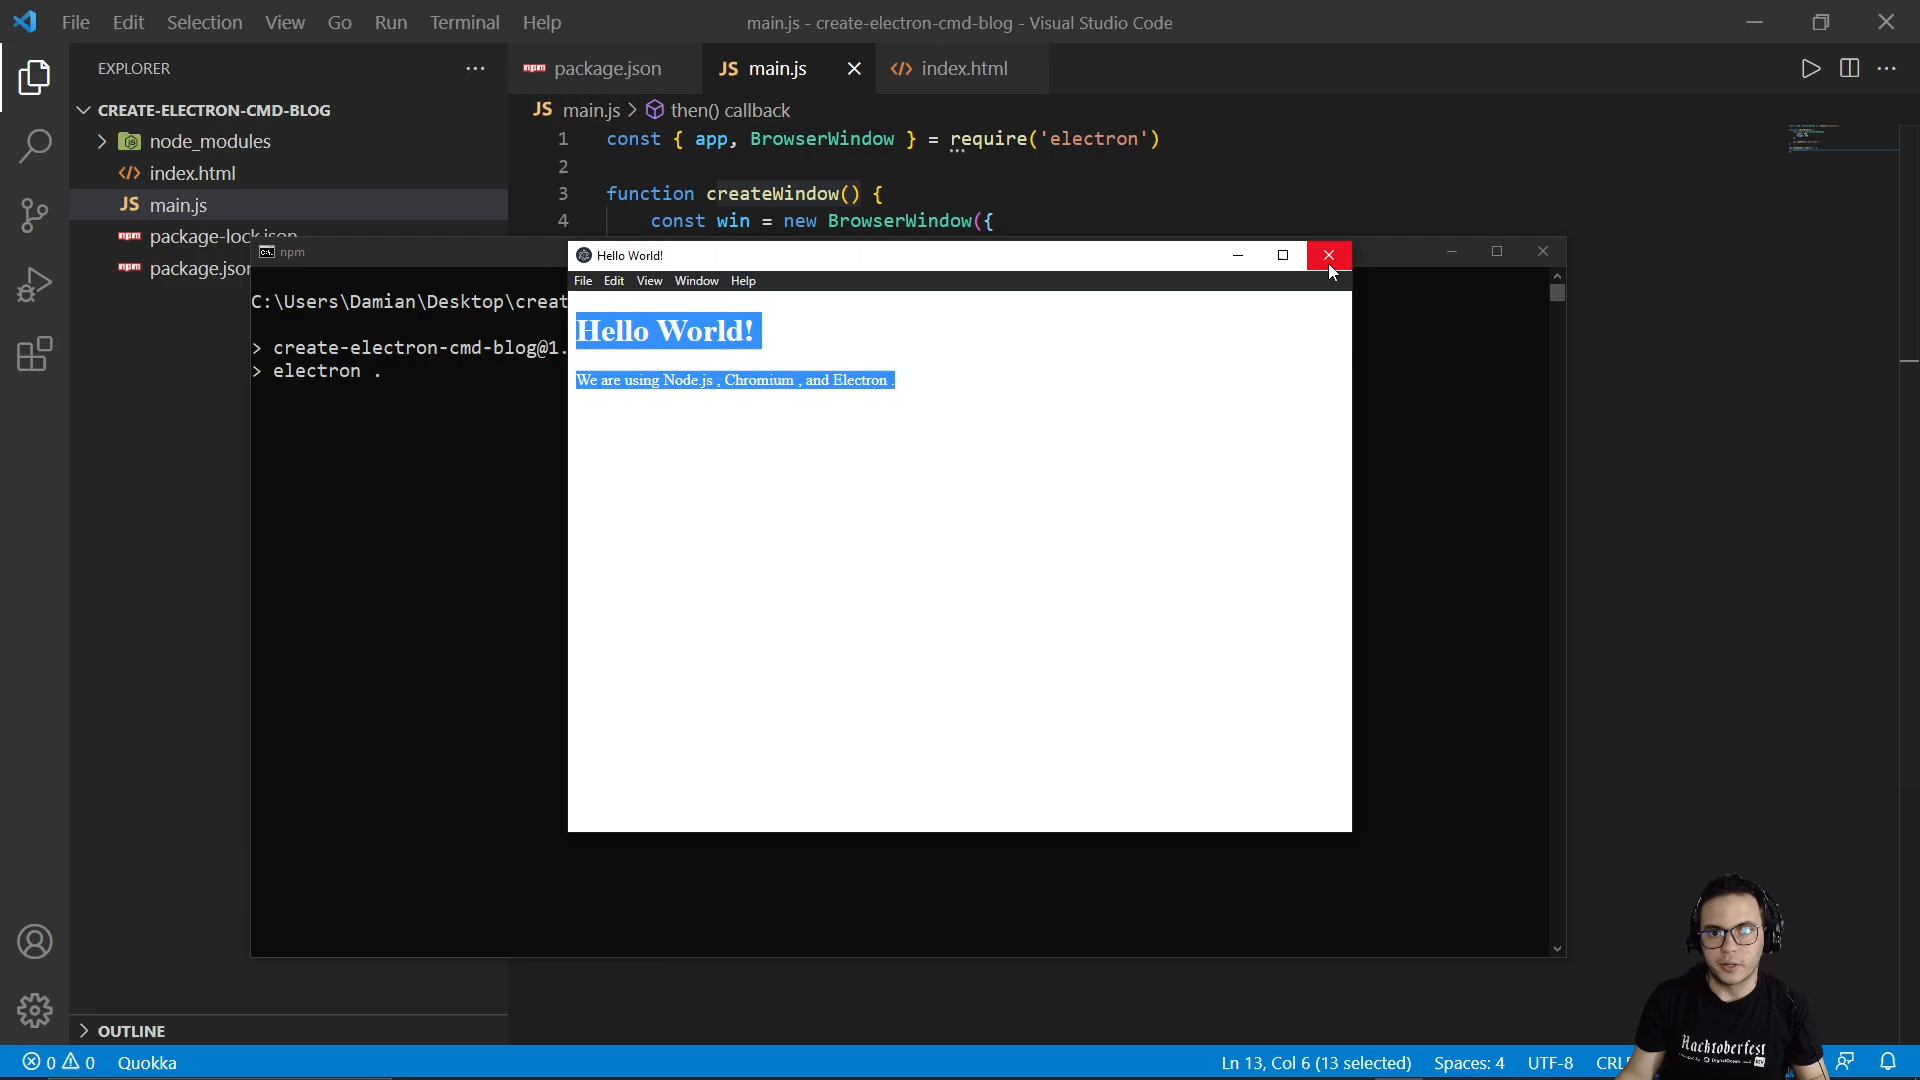 File Edit Selection View Go Run Terminal Help
main.js - create-electron-cmd-blog - Visual Studio Code
EXPLORER
CREATE-ELECTRON-CMD-BLOG
node_modules
index.html
JS main.js
package-lock.json
package.json
OUTLINE
package.json
JS main.js
index.html
JS main.js > then() callback
1 const { app, BrowserWindow } = require('electron')
2
3 function createWindow() {
4 const win = new BrowserWindow({
npm
C:\Users\Damian\Desktop\creat
> create-electron-cmd-blog@1.
> electron .
Hello World!
File Edit View Window Help
Hello World!
We are using Node.js , Chromium , and Electron .
Hacktoberfest
DigitalOcean
0 0 Quokka
Ln 13, Col 6 (13 selected) Spaces: 4 UTF-8 CRL